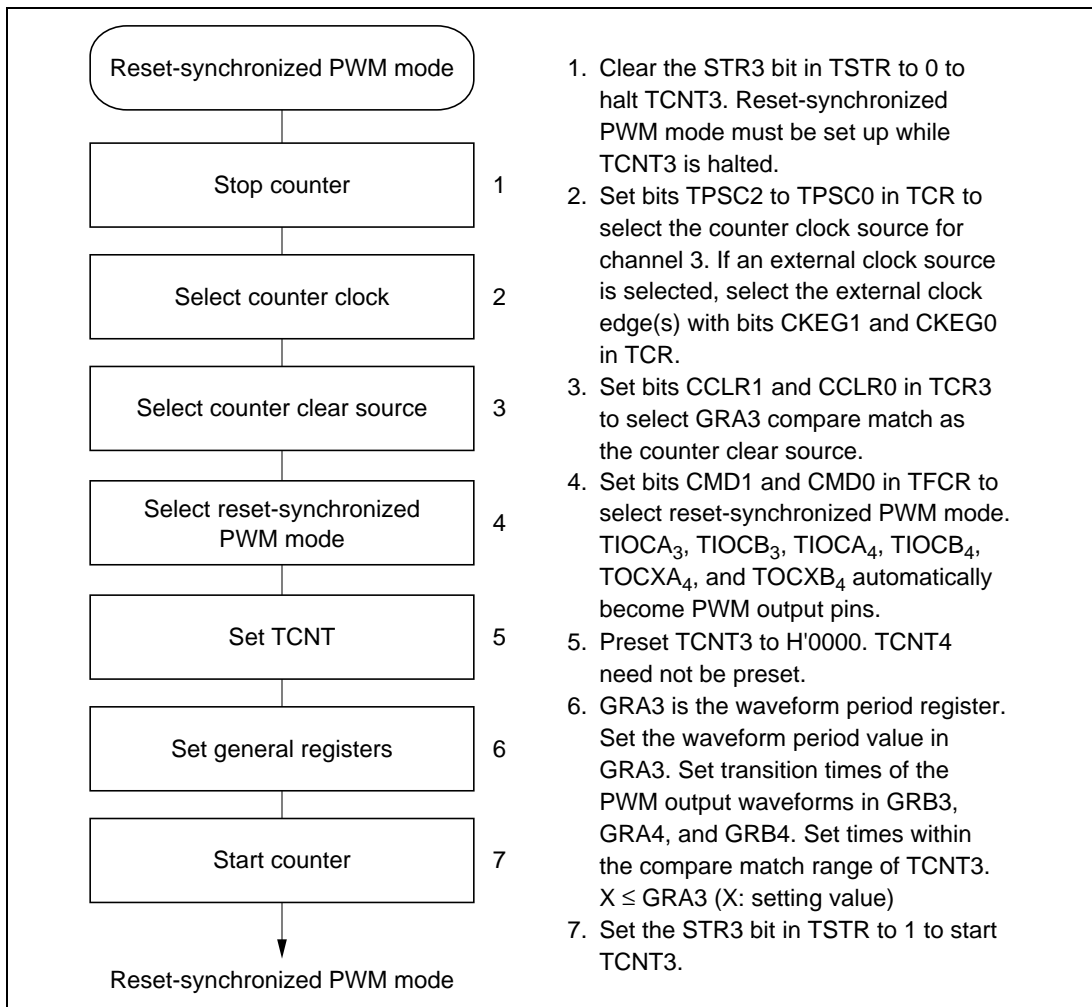 Reset-synchronized PWM mode
Stop counter 1
Select counter clock 2
Select counter clear source 3
Select reset-synchronized
PWM mode 4
Set TCNT 5
Set general registers 6
Start counter 7
Reset-synchronized PWM mode
1. Clear the STR3 bit in TSTR to 0 to
halt TCNT3. Reset-synchronized
PWM mode must be set up while
TCNT3 is halted.
2. Set bits TPSC2 to TPSC0 in TCR to
select the counter clock source for
channel 3. If an external clock source
is selected, select the external clock
edge(s) with bits CKEG1 and CKEG0
in TCR.
3. Set bits CCLR1 and CCLR0 in TCR3
to select GRA3 compare match as
the counter clear source.
4. Set bits CMD1 and CMD0 in TFCR to
select reset-synchronized PWM mode.
TIOCA₃, TIOCB₃, TIOCA₄, TIOCB₄,
TOCXA₄, and TOCXB₄ automatically
become PWM output pins.
5. Preset TCNT3 to H'0000. TCNT4
need not be preset.
6. GRA3 is the waveform period register.
Set the waveform period value in
GRA3. Set transition times of the
PWM output waveforms in GRB3,
GRA4, and GRB4. Set times within
the compare match range of TCNT3.
X ≤ GRA3 (X: setting value)
7. Set the STR3 bit in TSTR to 1 to start
TCNT3.